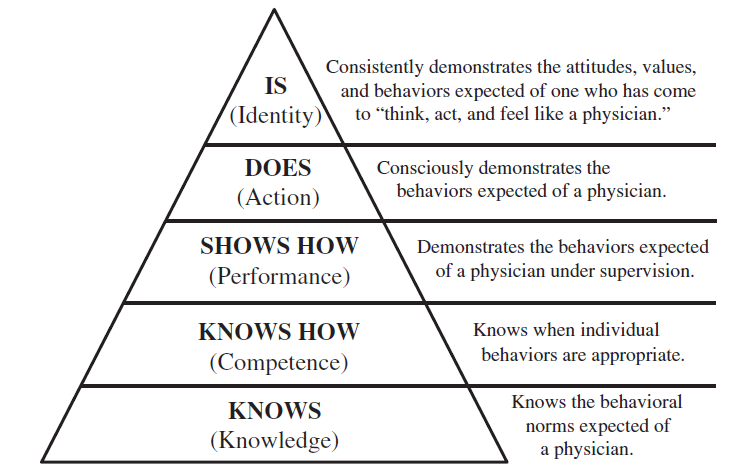 IS
(Identity)
Consistently demonstrates the attitudes, values,
and behaviors expected of one who has come
to “think, act, and feel like a physician.”
DOES
(Action)
Consciously demonstrates the
behaviors expected of a physician.
SHOWS HOW
(Performance)
Demonstrates the behaviors expected
of a physician under supervision.
KNOWS HOW
(Competence)
Knows when individual
behaviors are appropriate.
KNOWS
(Knowledge)
Knows the behavioral
norms expected of
a physician.